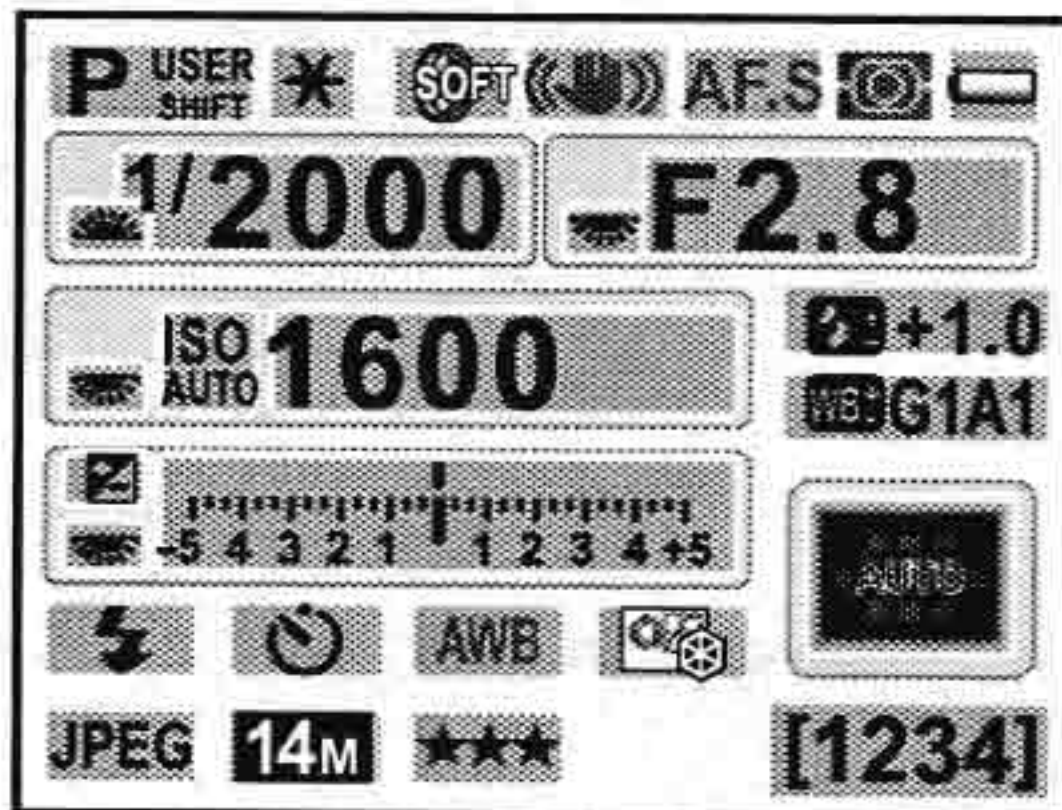 P USER SHIFT SOFT AF.S
1/2000 F2.8
ISO AUTO 1600
+1.0
G1A1
-5 4 3 2 1 1 2 3 4 +5
AUTO
AWB
JPEG 14M ★★★ [1234]